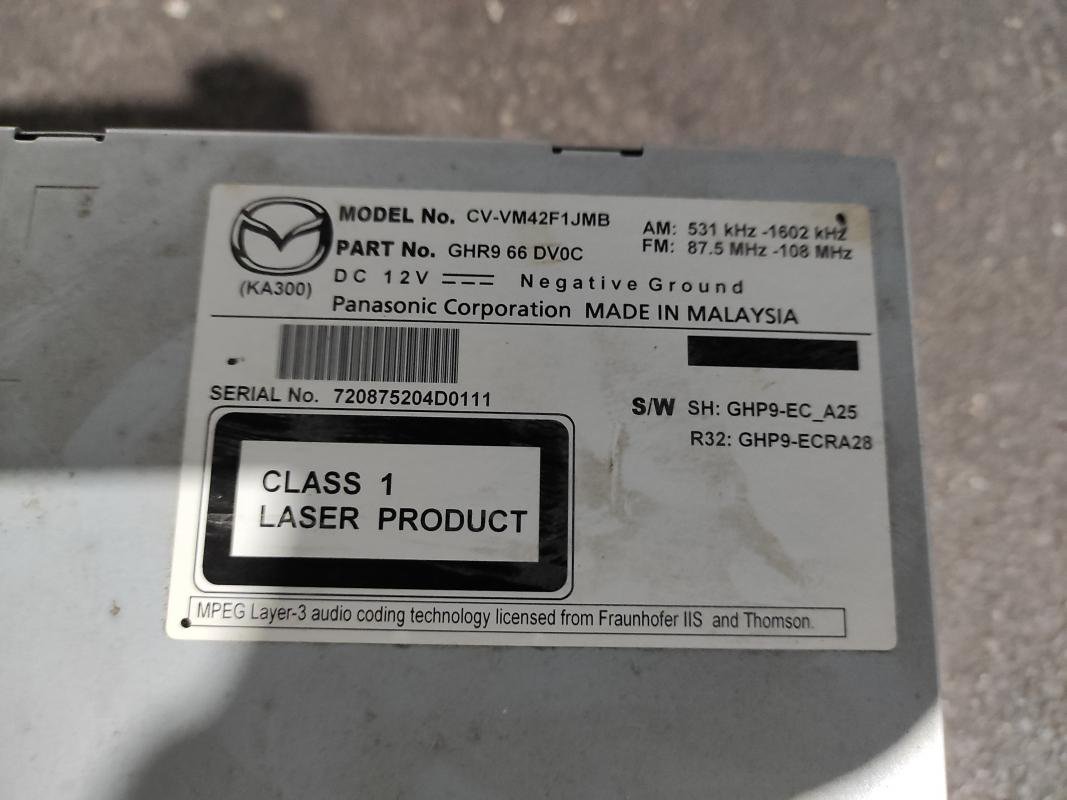 MODEL No. CV-VM42F1JMB
AM: 531 kHz -1602 kHz
PART No. GHR9 66 DV0C
FM: 87.5 MHz -108 MHz
DC 12V Negative Ground
(KA300)
Panasonic Corporation MADE IN MALAYSIA
SERIAL No. 720875204D0111
S/W SH: GHP9-EC_A25
R32: GHP9-ECRA28
CLASS 1
LASER PRODUCT
MPEG Layer-3 audio coding technology licensed from Fraunhofer IIS and Thomson.